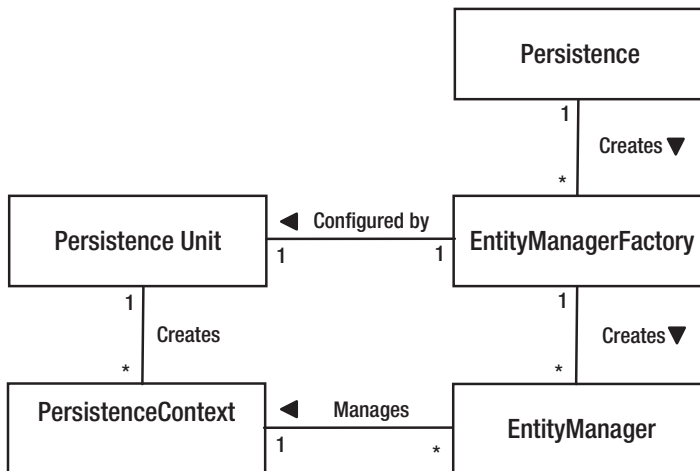 Persistence
1
Creates ▼
*
Persistence Unit
◀ Configured by
EntityManagerFactory
1
1
1
1
Creates
Creates ▼
*
*
PersistenceContext
◀ Manages
EntityManager
1
*